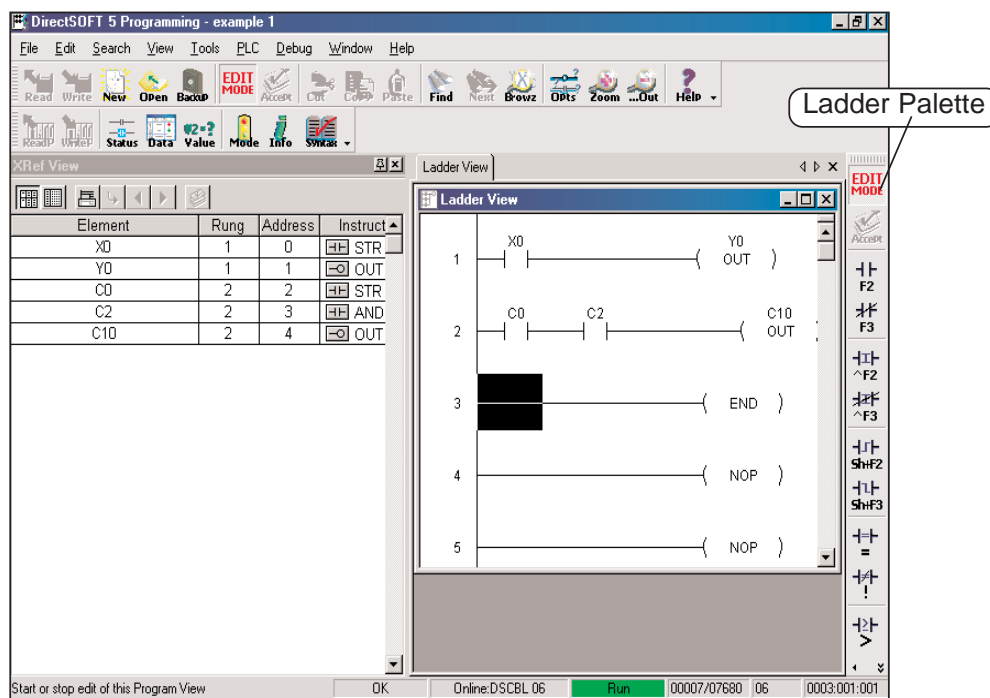 DirectSOFT 5 Programming - example 1
File Edit Search View Tools PLC Debug Window Help
Read Write New Open Backup EDIT MODE Accept Cut Copy Paste Find Next Browz Opts Zoom ...Out Help
ReadP WriteP Status Data Value Mode Info Syntax
Ladder Palette
XRef View
Element Rung Address Instruct
X0 1 0 STR
Y0 1 1 OUT
C0 2 2 STR
C2 2 3 AND
C10 2 4 OUT
Ladder View
Ladder View
X0 Y0
1 OUT
C0 C2 C10
2 OUT
3 END
4 NOP
5 NOP
EDIT
MODE
Accept
F2
F3
^F2
^F3
Sh+F2
Sh+F3
=
!
>
Start or stop edit of this Program View OK Online:DSCBL 06 Run 00007/07680 06 0003:001:001